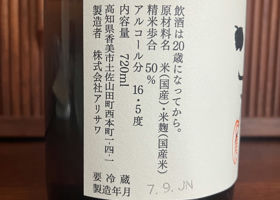 飲酒は20歳になってから。
原材料名 米(国産)・米麹(国産米)
精米歩合 50%
アルコール分 16・5度
内容量 720ml
高知県香美市土佐山田町西本町一-四-1
製造者 株式会社アリサワ
要冷蔵
製造年月 7.9.JN